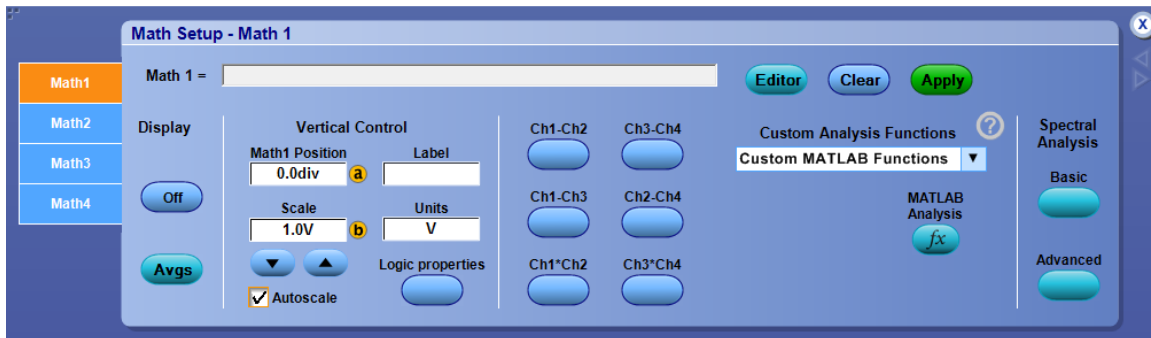 Math Setup - Math 1
X
Math1
Math2
Math3
Math4
Math 1 =
Editor
Clear
Apply
Display
Off
Avgs
Vertical Control
Math1 Position
0.0div
a
Label
Scale
1.0V
b
Units
V
Logic properties
Autoscale
Ch1-Ch2
Ch3-Ch4
Ch1-Ch3
Ch2-Ch4
Ch1*Ch2
Ch3*Ch4
Custom Analysis Functions
?
Custom MATLAB Functions
MATLAB
Analysis
fx
Spectral
Analysis
Basic
Advanced